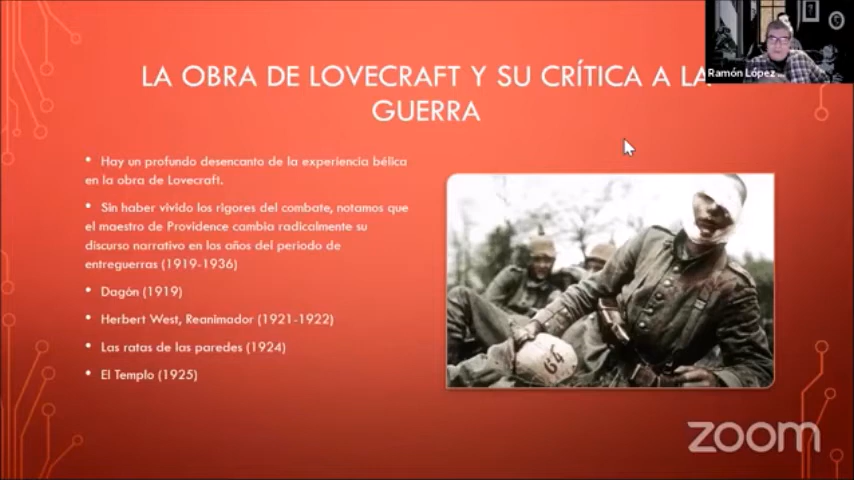 LA OBRA DE LOVECRAFT Y SU CRÍTICA A LA
GUERRA
Ramón López ...
• Hay un profundo desencanto de la experiencia bélica
en la obra de Lovecraft.
• Sin haber vivido los rigores del combate, notamos que
el maestro de Providence cambia radicalmente su
discurso narrativo en los años del periodo de
entreguerras (1919-1936)
• Dagón (1919)
• Herbert West, Reanimador (1921-1922)
• Las ratas de las paredes (1924)
• El Templo (1925)
64
zoom